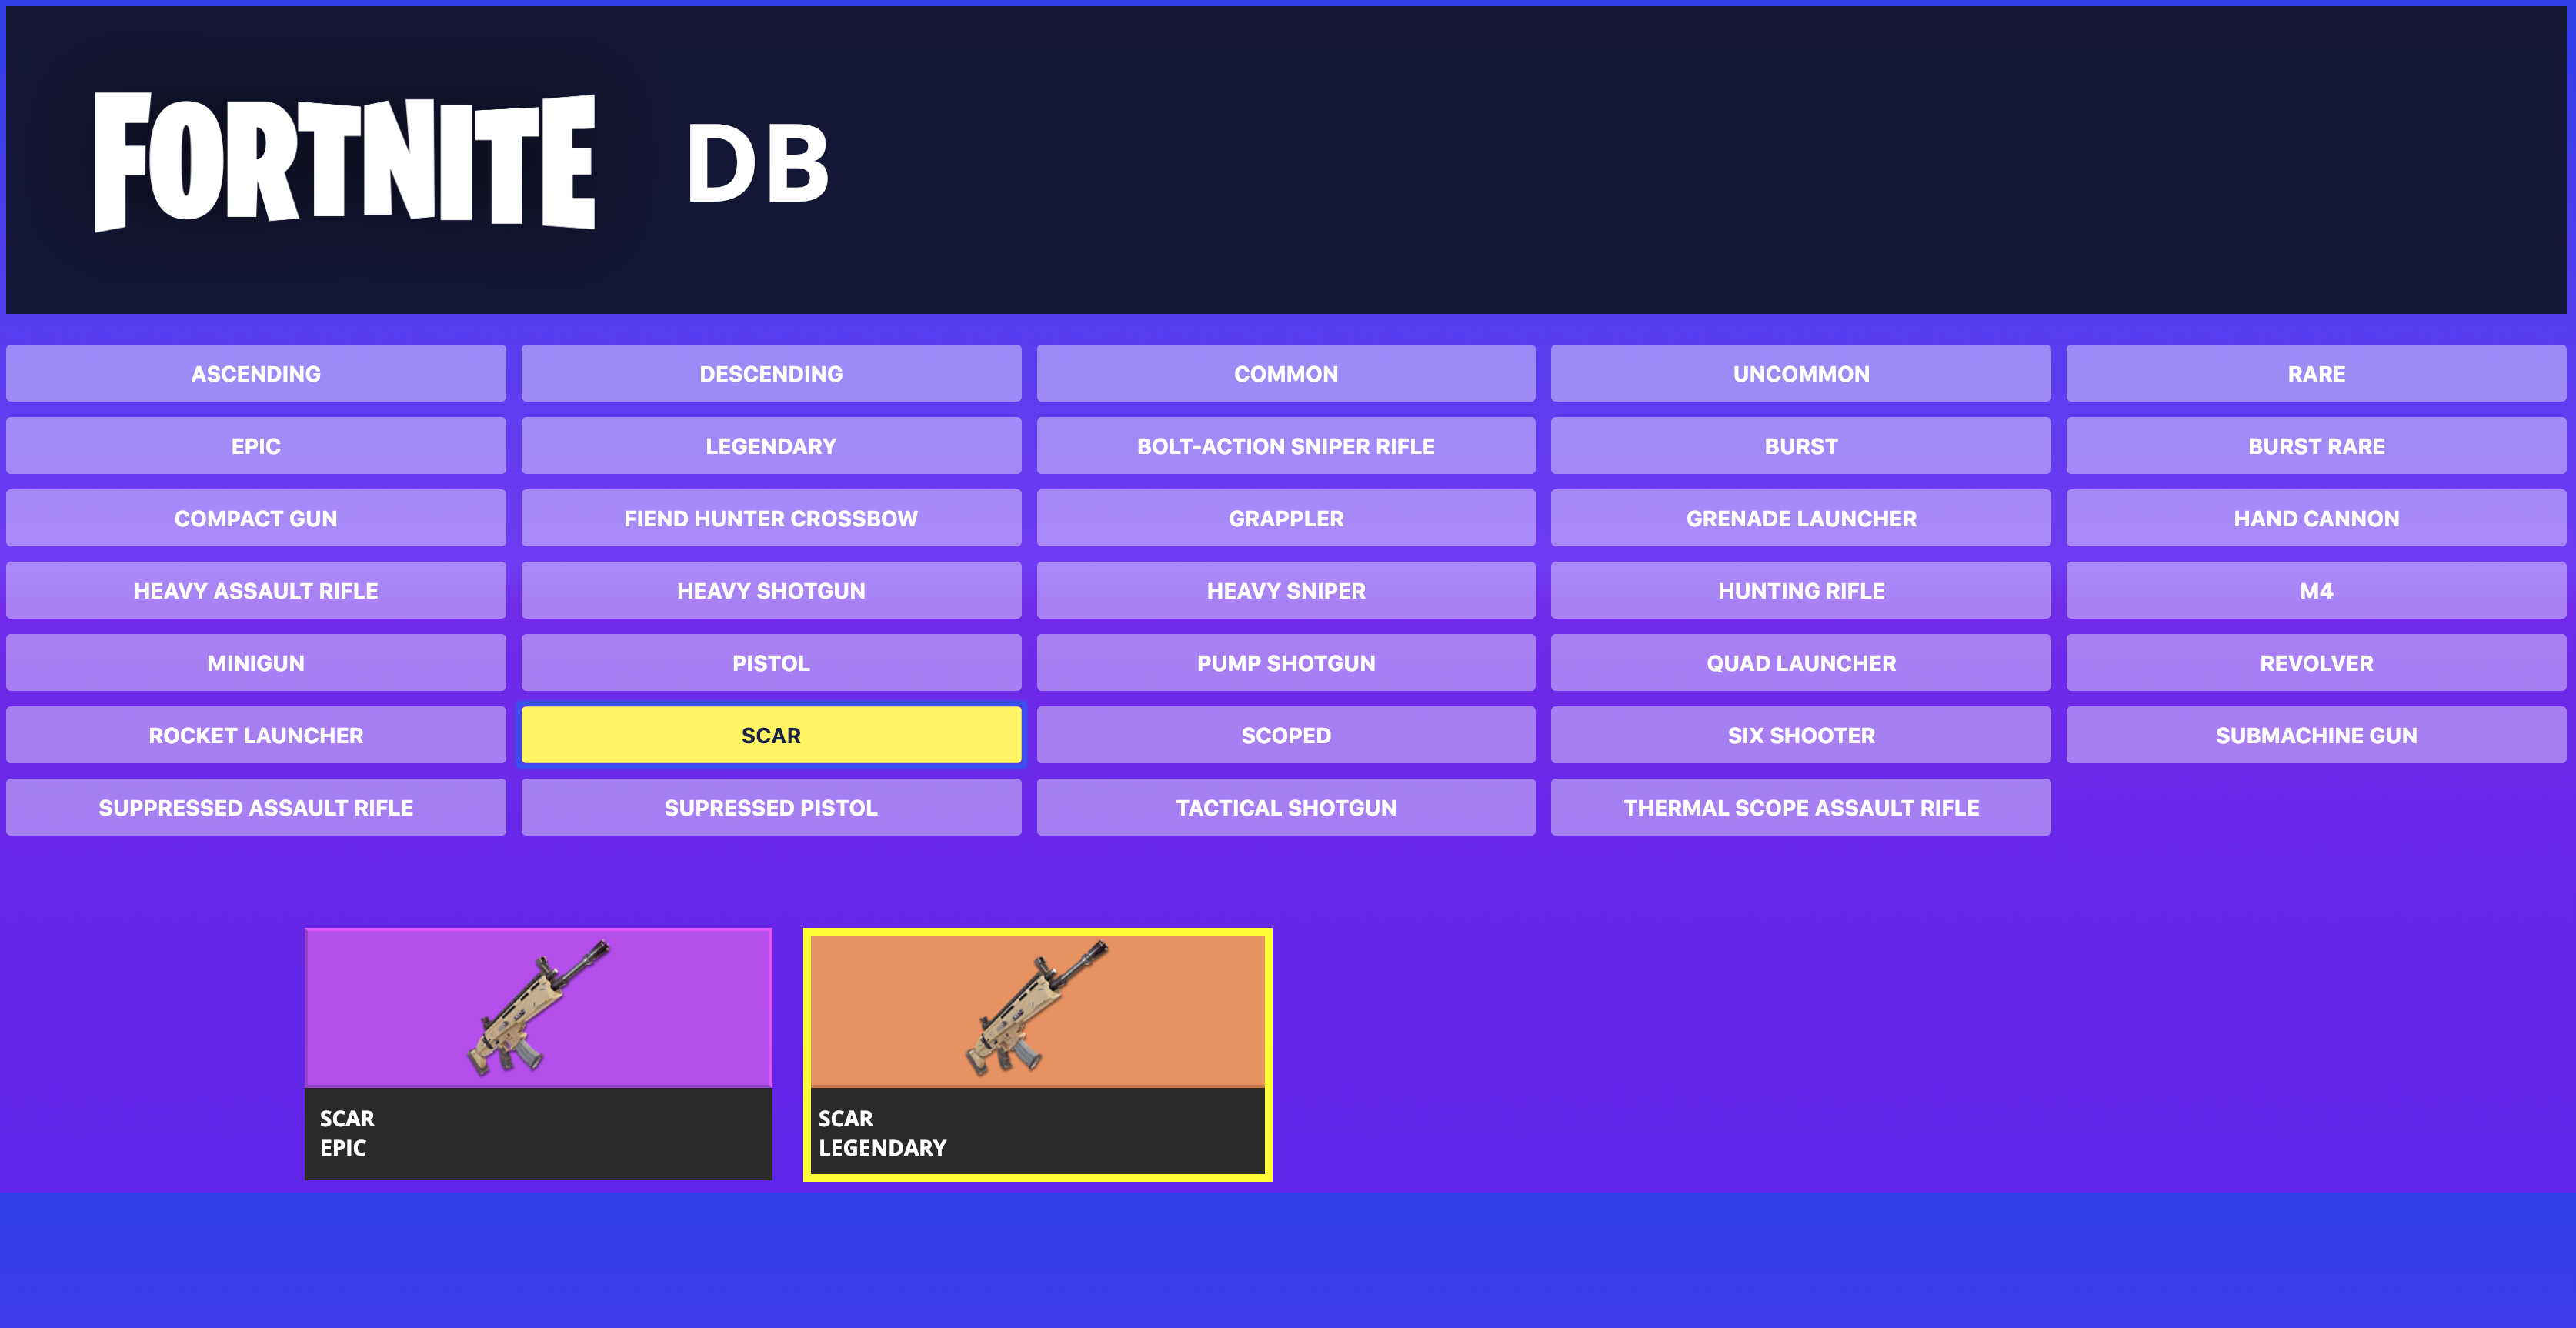 FORTNITE DB
ASCENDING
DESCENDING
COMMON
UNCOMMON
RARE
EPIC
LEGENDARY
BOLT-ACTION SNIPER RIFLE
BURST
BURST RARE
COMPACT GUN
FIEND HUNTER CROSSBOW
GRAPPLER
GRENADE LAUNCHER
HAND CANNON
HEAVY ASSAULT RIFLE
HEAVY SHOTGUN
HEAVY SNIPER
HUNTING RIFLE
M4
MINIGUN
PISTOL
PUMP SHOTGUN
QUAD LAUNCHER
REVOLVER
ROCKET LAUNCHER
SCAR
SCOPED
SIX SHOOTER
SUBMACHINE GUN
SUPPRESSED ASSAULT RIFLE
SUPRESSED PISTOL
TACTICAL SHOTGUN
THERMAL SCOPE ASSAULT RIFLE
SCAR
EPIC
SCAR
LEGENDARY